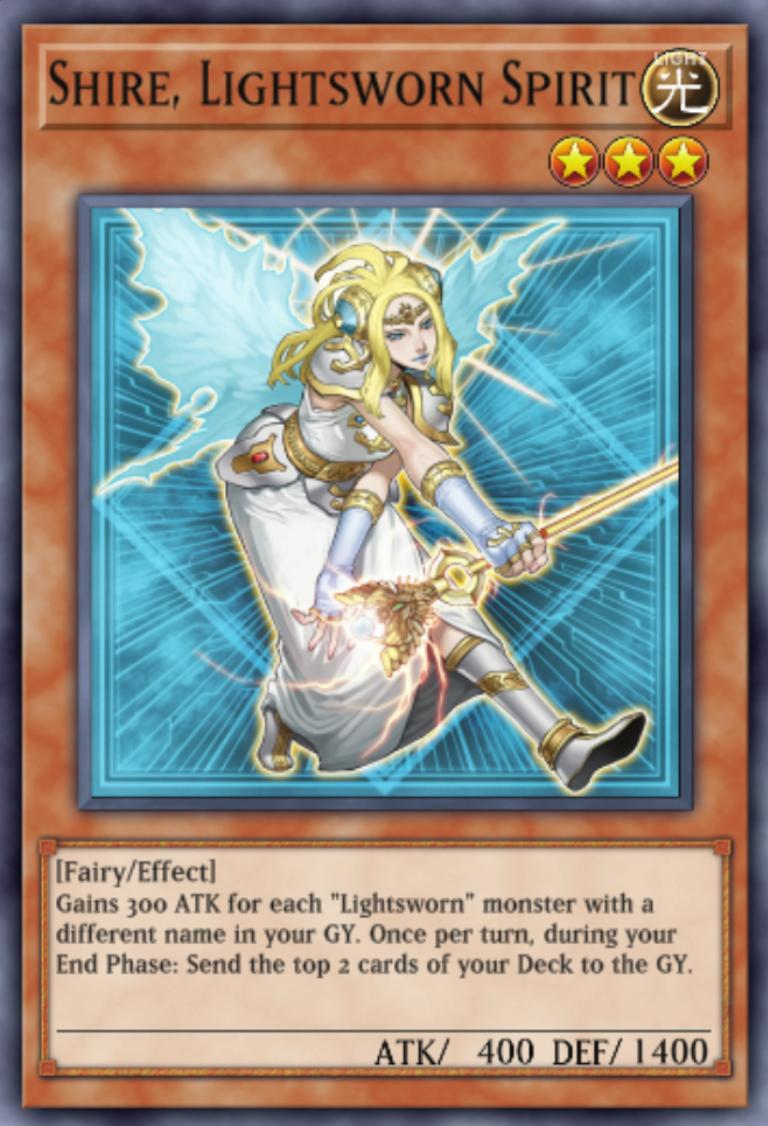 Shire, Lightsworn Spirit
LIGHT
光
[Fairy/Effect]
Gains 300 ATK for each "Lightsworn" monster with a
different name in your GY. Once per turn, during your
End Phase: Send the top 2 cards of your Deck to the GY.
ATK/ 400 DEF/ 1400